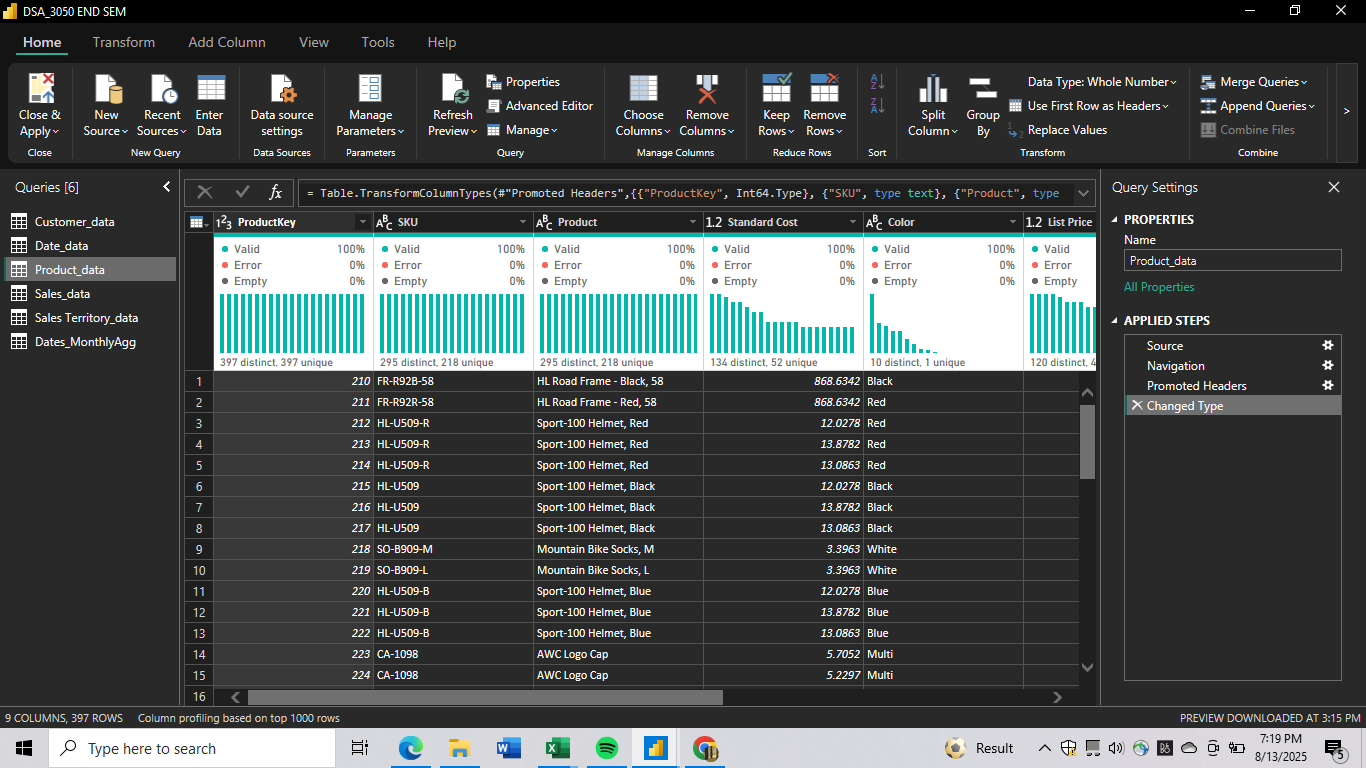 DSA_3050 END SEM
Home Transform Add Column View Tools Help
Close & Apply
Close
New Source
Recent Sources
Enter Data
New Query
Data source settings
Data Sources
Manage Parameters
Parameters
Refresh Preview
Properties
Advanced Editor
Manage
Query
Choose Columns
Remove Columns
Manage Columns
Keep Rows
Remove Rows
Reduce Rows
Sort
Split Column
Group By
Data Type: Whole Number
Use First Row as Headers
Replace Values
Transform
Merge Queries
Append Queries
Combine Files
Combine
Queries [6]
Customer_data
Date_data
Product_data
Sales_data
Sales Territory_data
Dates_MonthlyAgg
= Table.TransformColumnTypes(#"Promoted Headers",{{"ProductKey", Int64.Type}, {"SKU", type text}, {"Product", type
ProductKey SKU Product 1.2 Standard Cost Color 1.2 List Price
Valid 100% Valid 100% Valid 100% Valid 100% Valid 100% Valid
Error 0% Error 0% Error 0% Error 0% Error 0% Error
Empty 0% Empty 0% Empty 0% Empty 0% Empty 0% Empty
397 distinct, 397 unique 295 distinct, 218 unique 295 distinct, 218 unique 134 distinct, 52 unique 10 distinct, 1 unique 120 distinct,
1 210 FR-R92B-58 HL Road Frame - Black, 58 868.6342 Black
2 211 FR-R92R-58 HL Road Frame - Red, 58 868.6342 Red
3 212 HL-U509-R Sport-100 Helmet, Red 12.0278 Red
4 213 HL-U509-R Sport-100 Helmet, Red 13.8782 Red
5 214 HL-U509-R Sport-100 Helmet, Red 13.0863 Red
6 215 HL-U509 Sport-100 Helmet, Black 12.0278 Black
7 216 HL-U509 Sport-100 Helmet, Black 13.8782 Black
8 217 HL-U509 Sport-100 Helmet, Black 13.0863 Black
9 218 SO-B909-M Mountain Bike Socks, M 3.3963 White
10 219 SO-B909-L Mountain Bike Socks, L 3.3963 White
11 220 HL-U509-B Sport-100 Helmet, Blue 12.0278 Blue
12 221 HL-U509-B Sport-100 Helmet, Blue 13.8782 Blue
13 222 HL-U509-B Sport-100 Helmet, Blue 13.0863 Blue
14 223 CA-1098 AWC Logo Cap 5.7052 Multi
15 224 CA-1098 AWC Logo Cap 5.2297 Multi
16
Query Settings
PROPERTIES
Name
Product_data
All Properties
APPLIED STEPS
Source
Navigation
Promoted Headers
Changed Type
9 COLUMNS, 397 ROWS Column profiling based on top 1000 rows PREVIEW DOWNLOADED AT 3:15 PM
Type here to search
Result
7:19 PM
8/13/2025
5